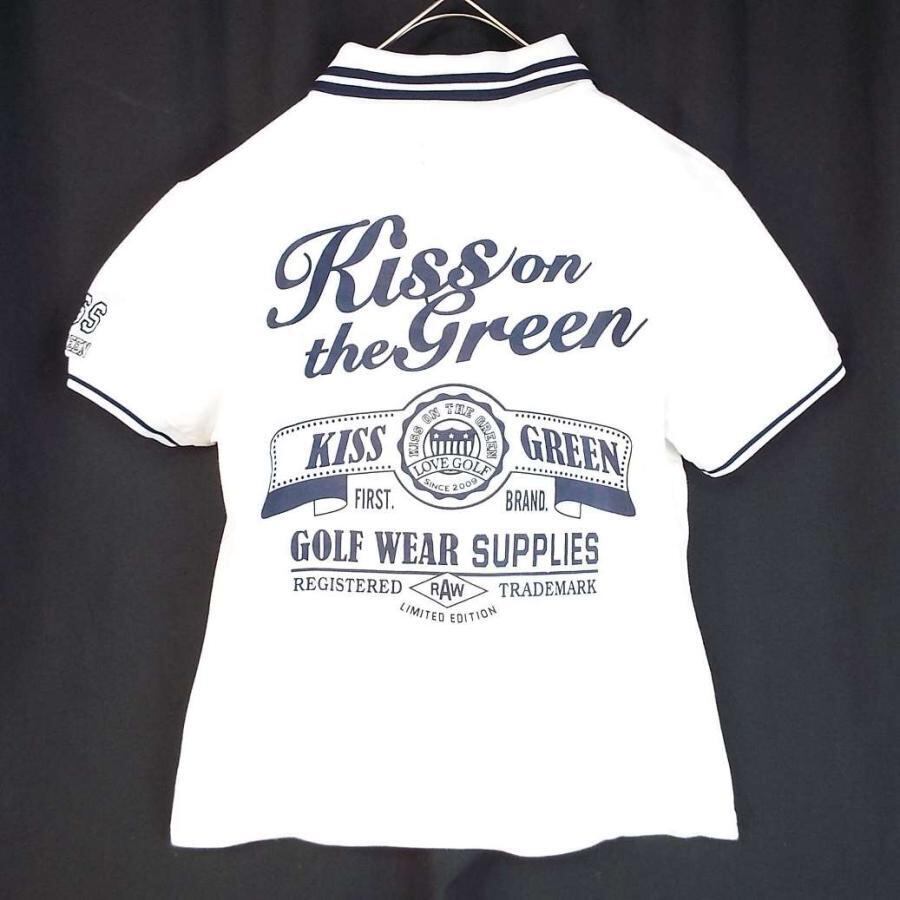 Kiss on
the Green
KISS ON THE GREEN
KISS GREEN
LOVE GOLF
SINCE 2009
FIRST. BRAND.
GOLF WEAR SUPPLIES
REGISTERED RAW TRADEMARK
LIMITED EDITION